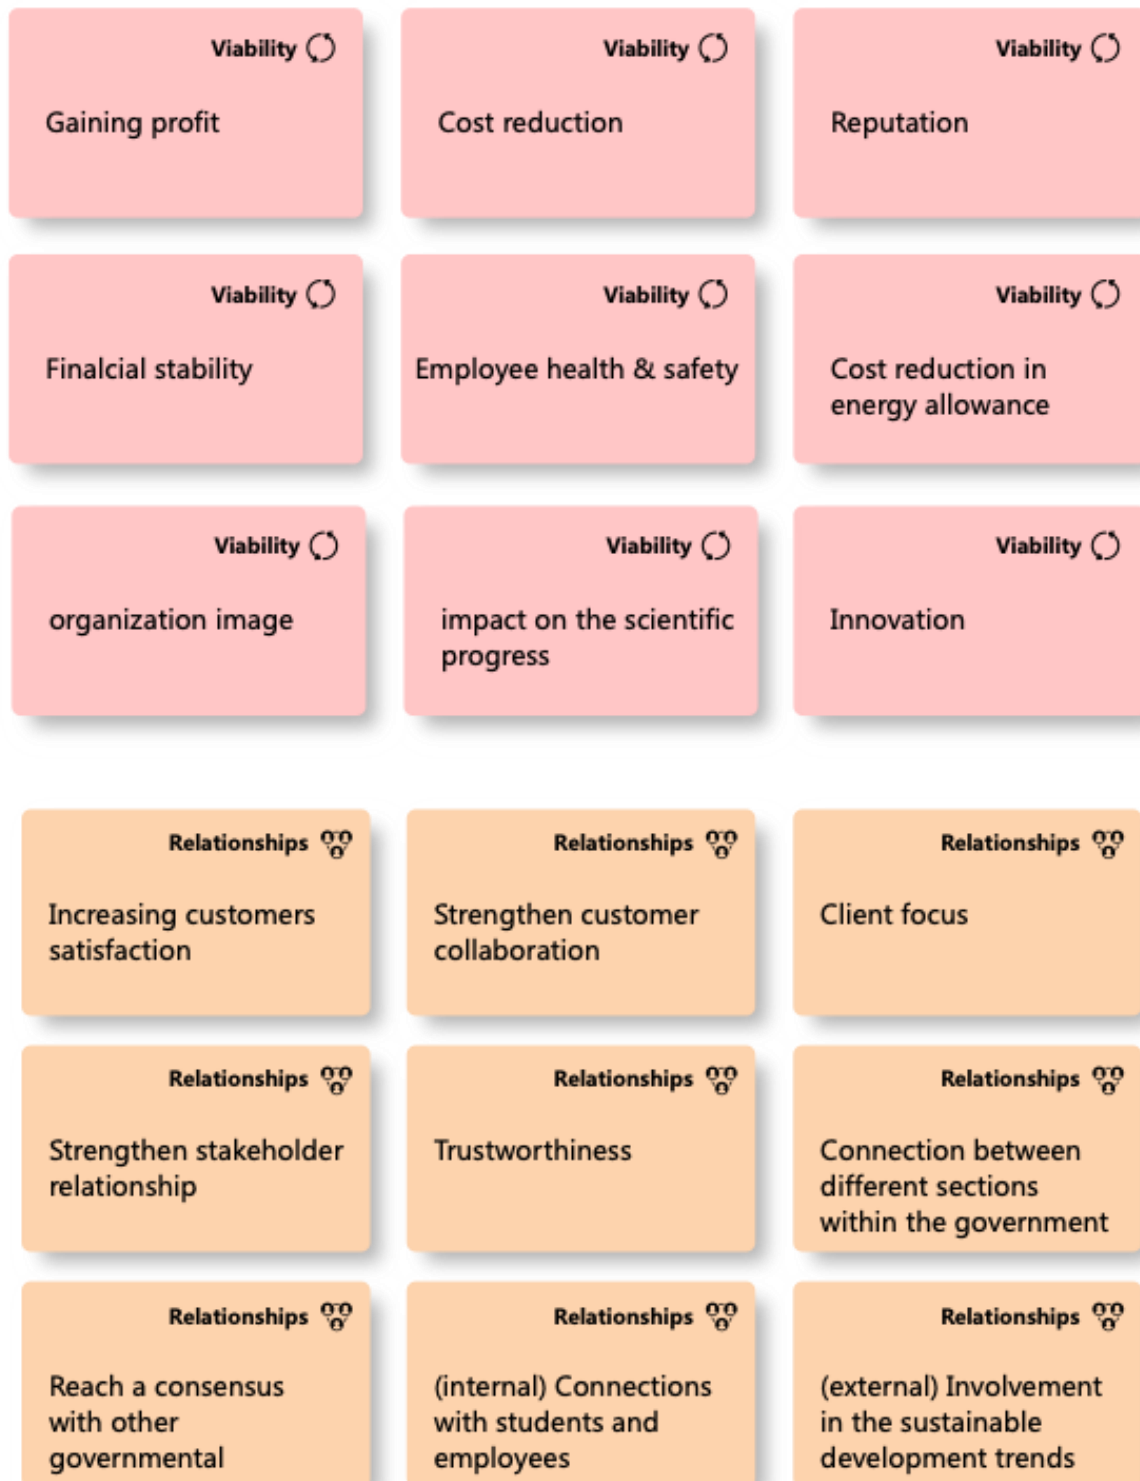 Viability
Gaining profit
Viability
Cost reduction
Viability
Reputation
Viability
Finalcial stability
Viability
Employee health & safety
Viability
Cost reduction in
energy allowance
Viability
organization image
Viability
impact on the scientific
progress
Viability
Innovation
Relationships
Increasing customers
satisfaction
Relationships
Strengthen customer
collaboration
Relationships
Client focus
Relationships
Strengthen stakeholder
relationship
Relationships
Trustworthiness
Relationships
Connection between
different sections
within the government
Relationships
Reach a consensus
with other
governmental
Relationships
(internal) Connections
with students and
employees
Relationships
(external) Involvement
in the sustainable
development trends